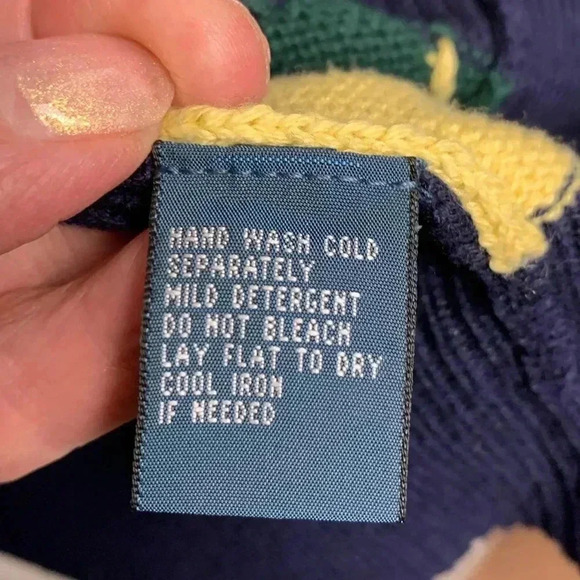 HAND WASH COLD
SEPARATELY
MILD DETERGENT
DO NOT BLEACH
LAY FLAT TO DRY
COOL IRON
IF NEEDED